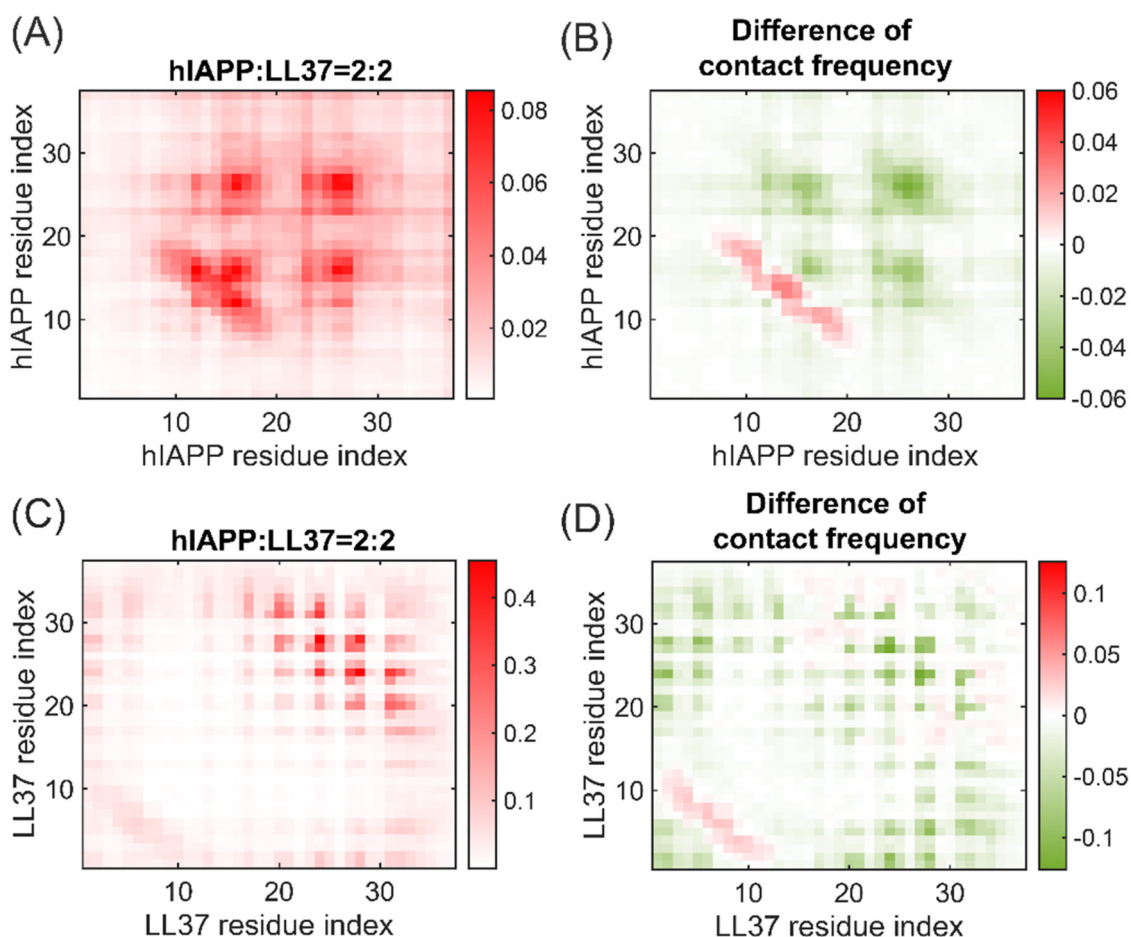 (A)
hIAPP:LL37=2:2
hIAPP residue index
30
20
10
10
20
30
hIAPP residue index
0.08
0.06
0.04
0.02
(B)
Difference of
contact frequency
hIAPP residue index
30
20
10
10
20
30
hIAPP residue index
0.06
0.04
0.02
0
-0.02
-0.04
-0.06
(C)
hIAPP:LL37=2:2
LL37 residue index
30
20
10
10
20
30
LL37 residue index
0.4
0.3
0.2
0.1
(D)
Difference of
contact frequency
LL37 residue index
30
20
10
10
20
30
LL37 residue index
0.1
0.05
0
-0.05
-0.1